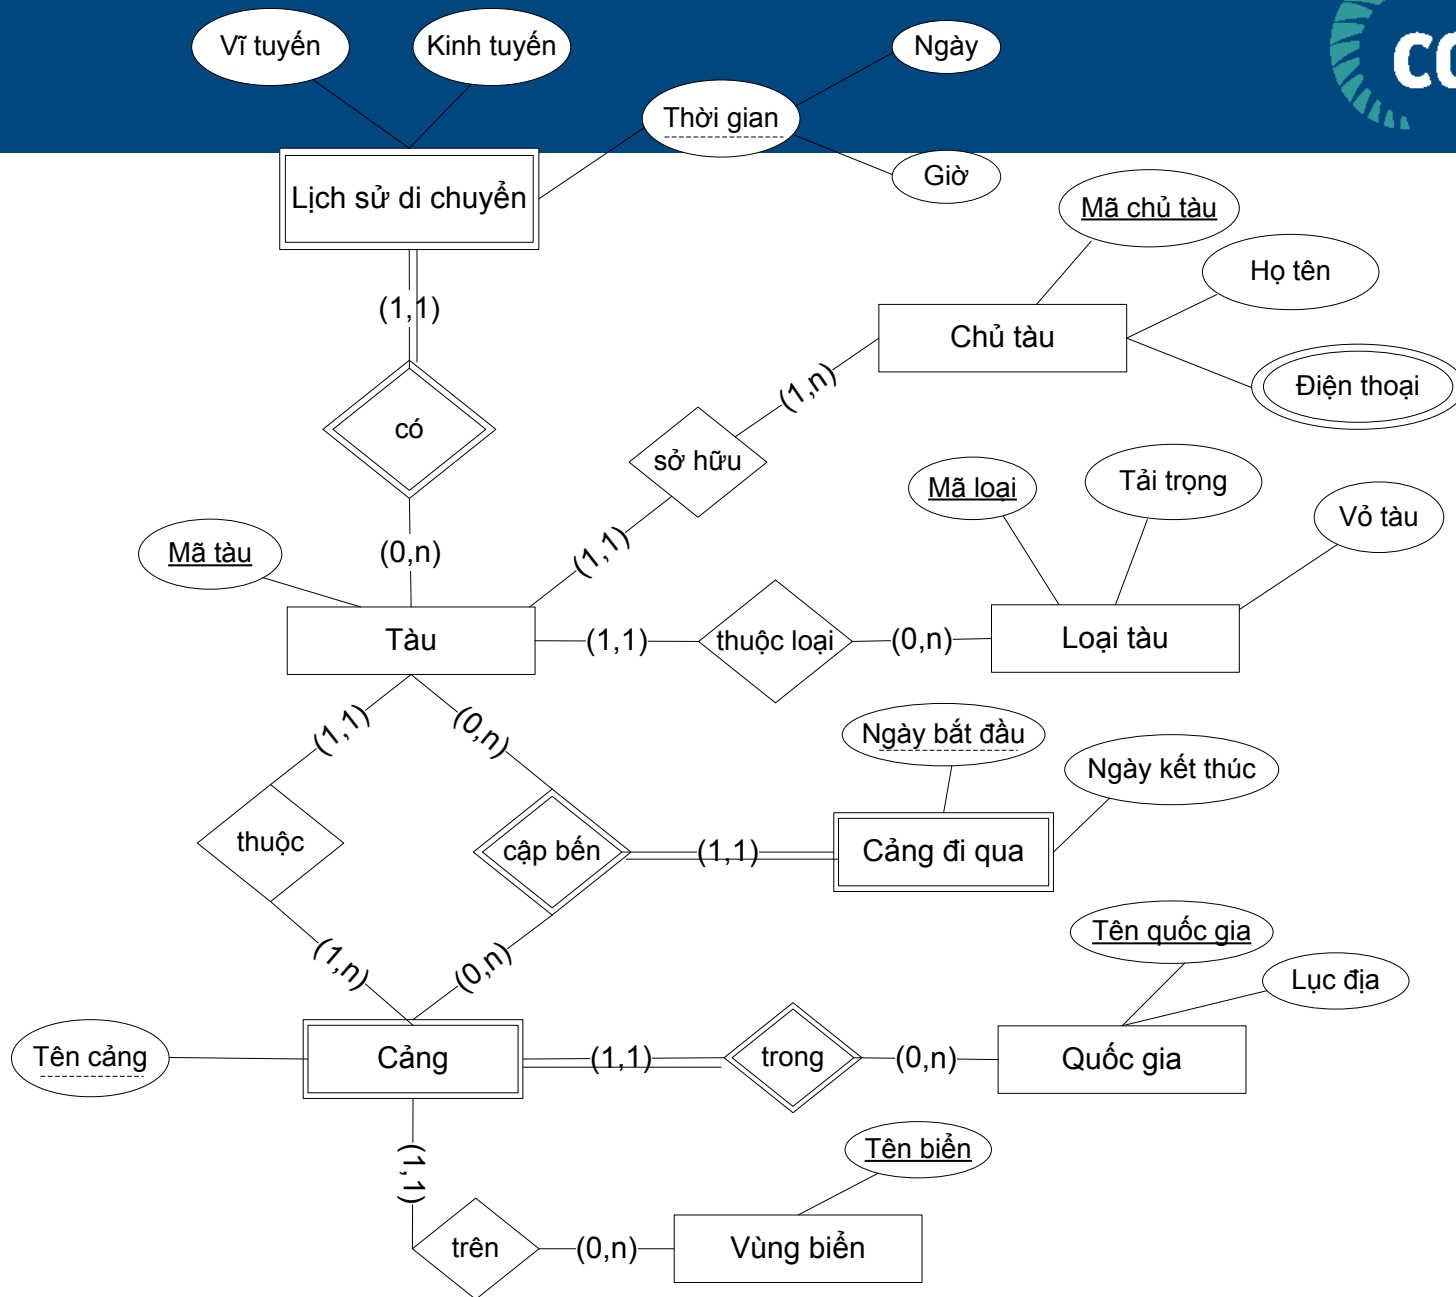 Vĩ tuyến
Kinh tuyến
Ngày
Thời gian
Giờ
Lịch sử di chuyển
Mã chủ tàu
Họ tên
(1,1)
Chủ tàu
Điện thoại
(1,n)
có
sở hữu
Mã loại
Tải trọng
Vỏ tàu
Mã tàu
(0,n)
(1,1)
Tàu
(1,1)
thuộc loại
(0,n)
Loại tàu
(1,1)
(0,n)
Ngày bắt đầu
Ngày kết thúc
thuộc
cập bến
(1,1)
Cảng đi qua
Tên quốc gia
(1,n)
(0,n)
Lục địa
Tên cảng
Cảng
(1,1)
trong
(0,n)
Quốc gia
Tên biển
(1,1)
trên
(0,n)
Vùng biển